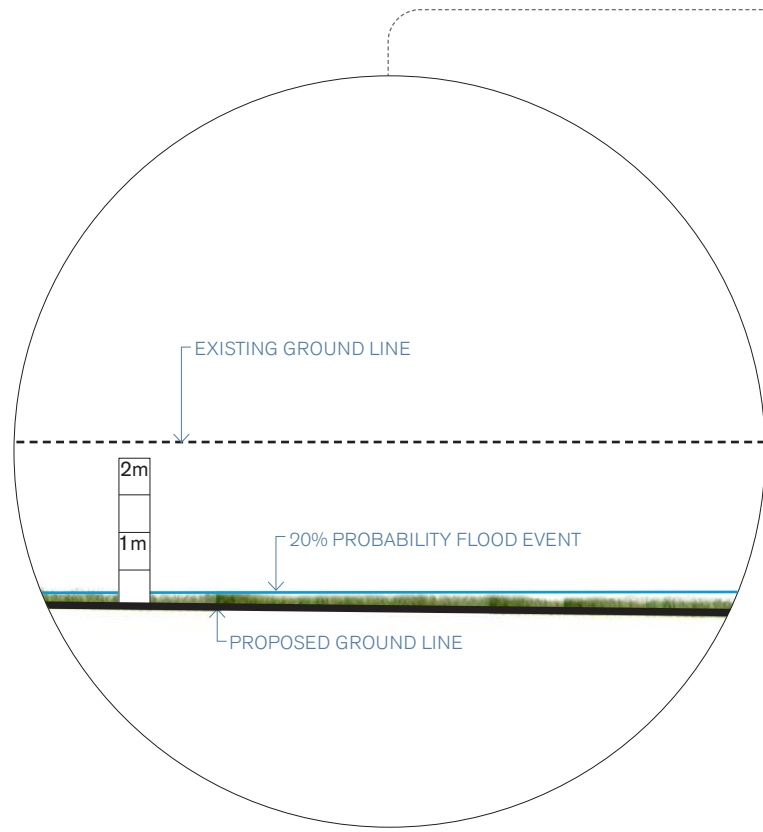 EXISTING GROUND LINE
2m
1m
20% PROBABILITY FLOOD EVENT
PROPOSED GROUND LINE